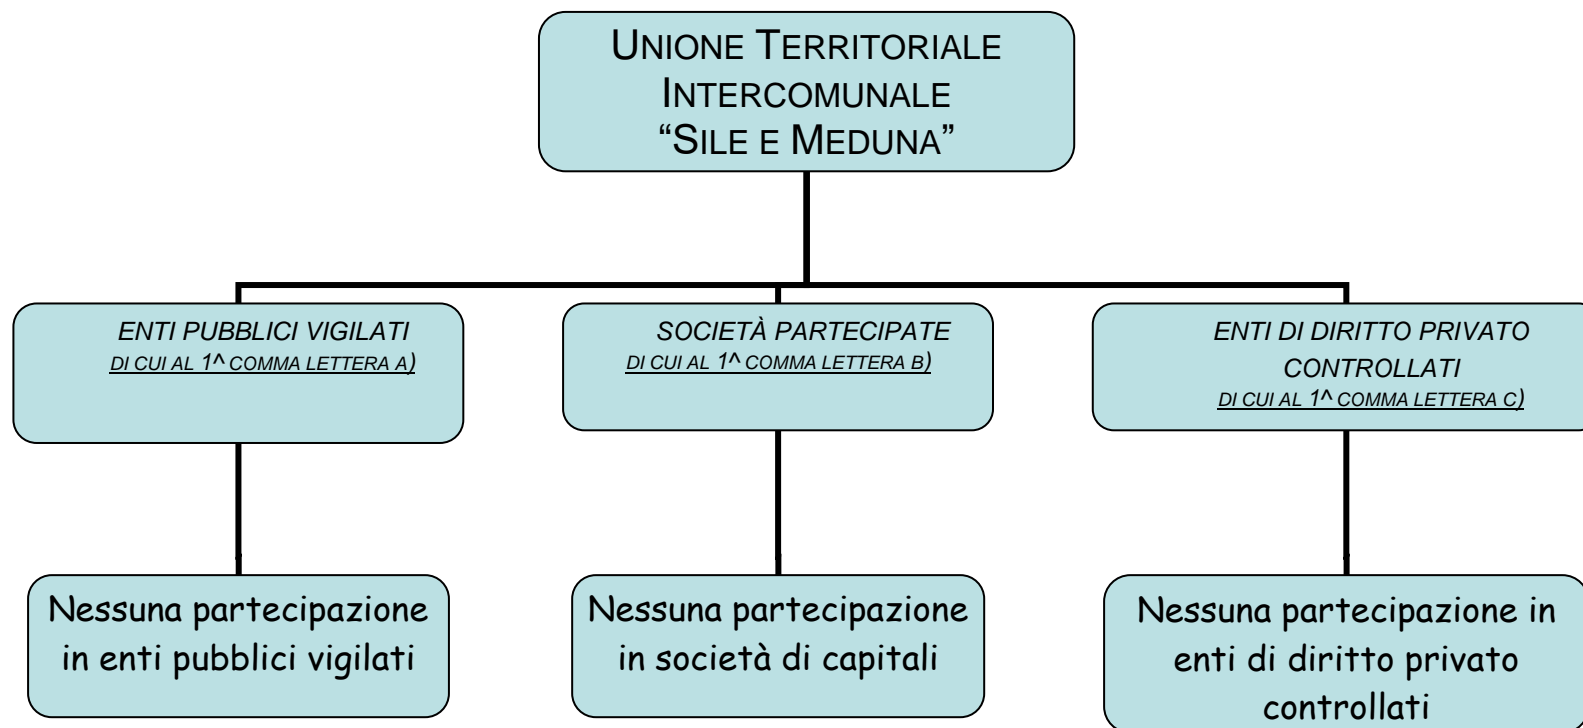 UNIONE TERRITORIALE
INTERCOMUNALE
“SILE E MEDUNA”
ENTI PUBBLICI VIGILATI
DI CUI AL 1^ COMMA LETTERA A)
SOCIETÀ PARTECIPATE
DI CUI AL 1^ COMMA LETTERA B)
ENTI DI DIRITTO PRIVATO
CONTROLLATI
DI CUI AL 1^ COMMA LETTERA C)
Nessuna partecipazione
in enti pubblici vigilati
Nessuna partecipazione
in società di capitali
Nessuna partecipazione in
enti di diritto privato
controllati